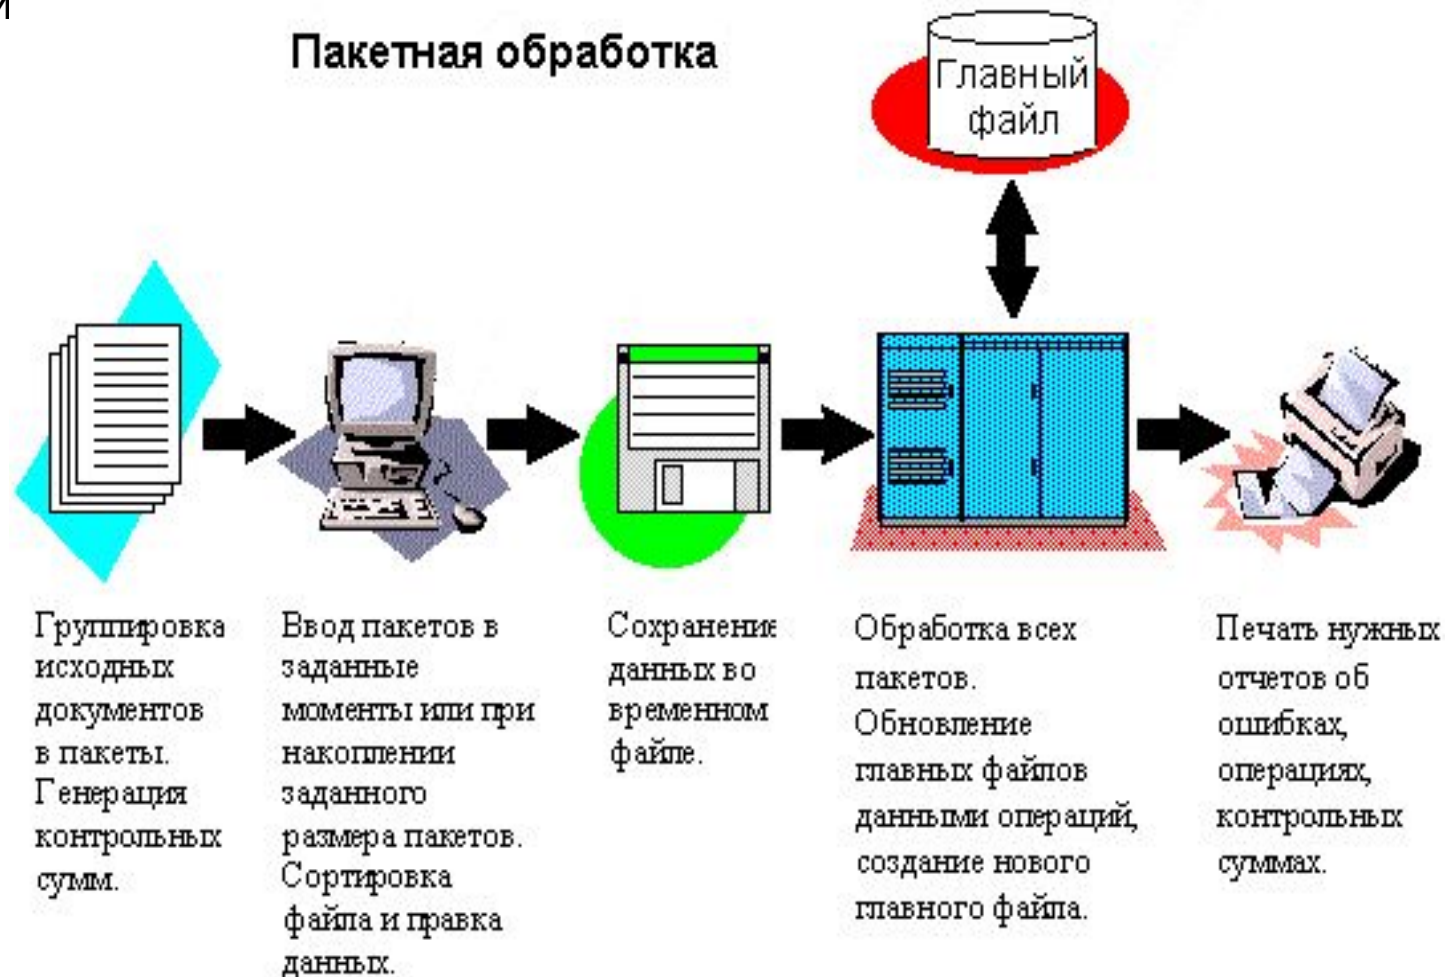 и
Пакетная обработка
Главный
файл
Группировка
исходных
документов
в пакеты.
Генерация
контрольных
сумм.
Ввод пакетов в
заданные
моменты или при
накоплении
заданного
размера пакетов.
Сортировка
файла и правка
данных.
Сохранение
данных во
временном
файле.
Обработка всех
пакетов.
Обновление
главных файлов
данными операций,
создание нового
главного файла.
Печать нужных
отчетов об
ошибках,
операциях,
контрольных
суммах.